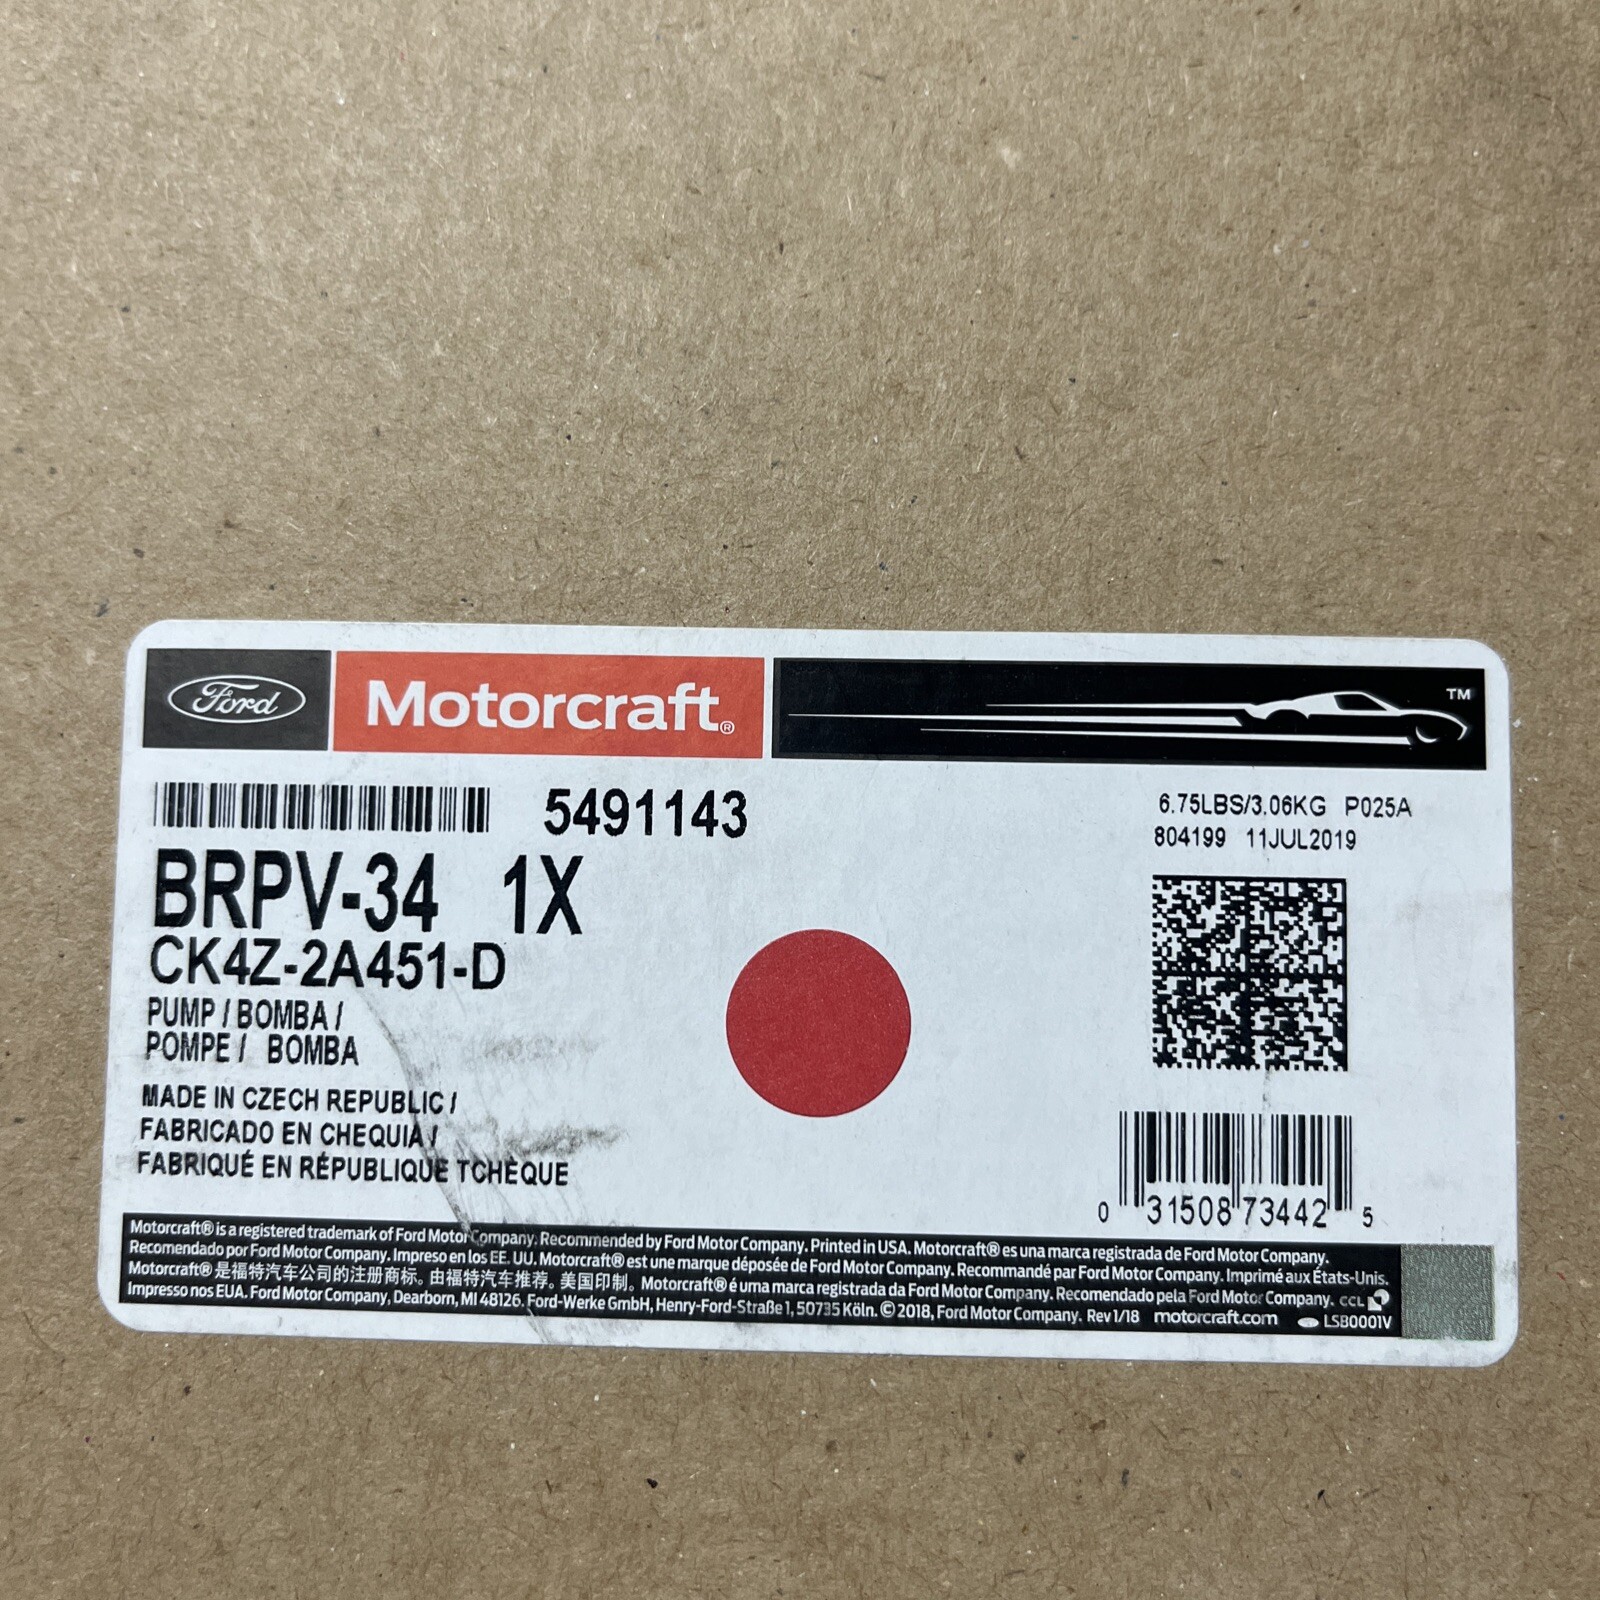 Ford Motorcraft® TM
5491143
6.75LBS/3.06KG P025A
804199 11JUL2019
BRPV-34 1X
CK4Z-2A451-D
PUMP / BOMBA /
POMPE / BOMBA
MADE IN CZECH REPUBLIC /
FABRICADO EN CHEQUIA /
FABRIQUÉ EN RÉPUBLIQUE TCHÈQUE
0 31508 73442 5
Motorcraft® is a registered trademark of Ford Motor Company. Recommended by Ford Motor Company. Printed in USA. Motorcraft® es una marca registrada de Ford Motor Company.
Recomendado por Ford Motor Company. Impreso en los EE. UU. Motorcraft® est une marque déposée de Ford Motor Company. Recommandé par Ford Motor Company. Imprimé aux États-Unis.
Motorcraft® 是福特汽车公司的注册商标。由福特汽车推荐。美国印制。Motorcraft® é uma marca registrada da Ford Motor Company. Recomendado pela Ford Motor Company. CCL
Impresso nos EUA. Ford Motor Company, Dearborn, MI 48126. Ford-Werke GmbH, Henry-Ford-Straße 1, 50735 Köln. © 2018, Ford Motor Company. Rev 1/18 motorcraft.com LSB0001V